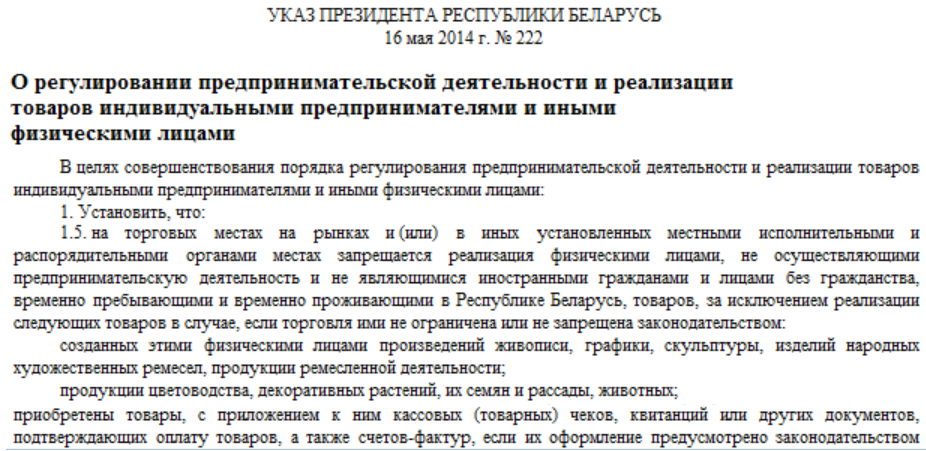 УКАЗ ПРЕЗИДЕНТА РЕСПУБЛИКИ БЕЛАРУСЬ
16 мая 2014 г. № 222
О регулировании предпринимательской деятельности и реализации
товаров индивидуальными предпринимателями и иными
физическими лицами
В целях совершенствования порядка регулирования предпринимательской деятельности и реализации товаров
индивидуальными предпринимателями и иными физическими лицами:
1. Установить, что:
1.5. на торговых местах на рынках и (или) в иных установленных местными исполнительными и
распорядительными органами местах запрещается реализация физическими лицами, не осуществляющими
предпринимательскую деятельность и не являющимися иностранными гражданами и лицами без гражданства,
временно пребывающими и временно проживающими в Республике Беларусь, товаров, за исключением реализации
следующих товаров в случае, если торговля ими не ограничена или не запрещена законодательством:
созданных этими физическими лицами произведений живописи, графики, скульптуры, изделий народных
художественных ремесел, продукции ремесленной деятельности;
продукции цветоводства, декоративных растений, их семян и рассады, животных;
приобретены товары, с приложением к ним кассовых (товарных) чеков, квитанций или других документов,
подтверждающих оплату товаров, а также счетов-фактур, если их оформление предусмотрено законодательством